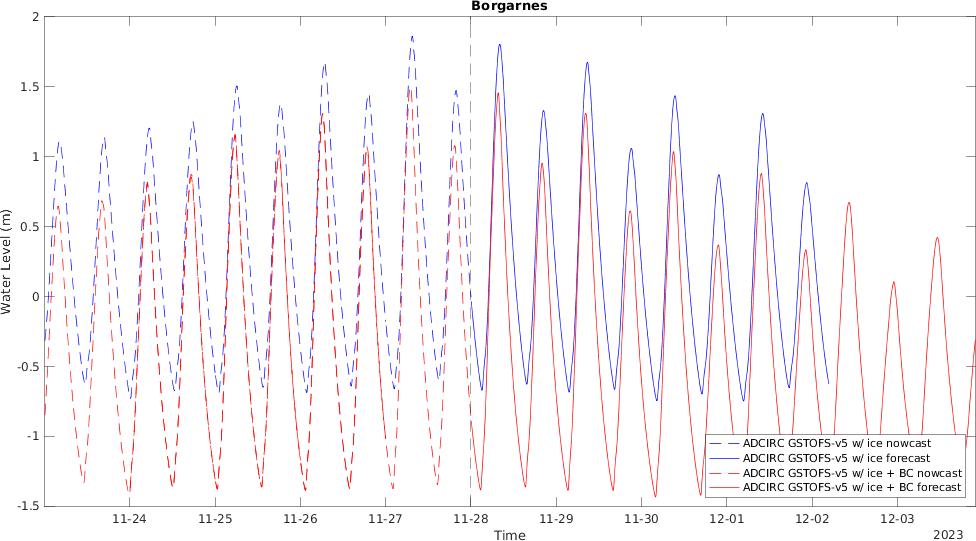 Borgarnes
2
1.5
1
0.5
0
-0.5
-1
-1.5
Water Level (m)
ADCIRC GSTOFS-v5 w/ ice nowcast
ADCIRC GSTOFS-v5 w/ ice forecast
ADCIRC GSTOFS-v5 w/ ice + BC nowcast
ADCIRC GSTOFS-v5 w/ ice + BC forecast
11-24 11-25 11-26 11-27 11-28 11-29 11-30 12-01 12-02 12-03
Time
2023